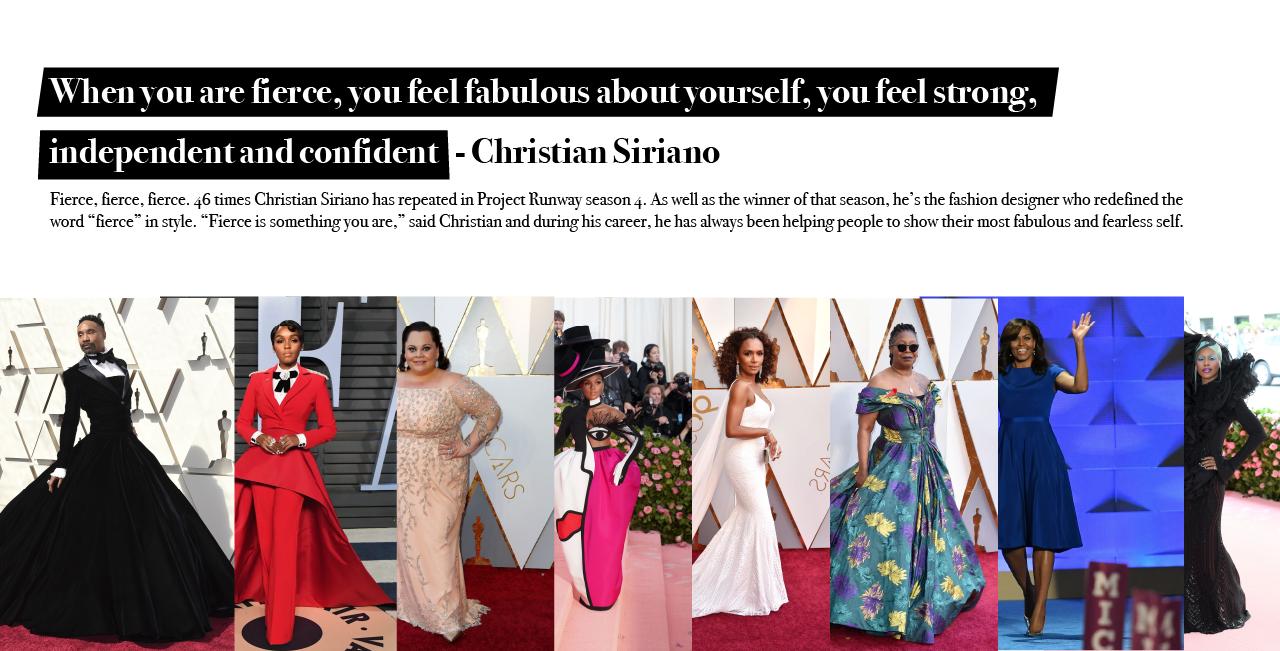 When you are fierce, you feel fabulous about yourself, you feel strong,
independent and confident - Christian Siriano
Fierce, fierce, fierce. 46 times Christian Siriano has repeated in Project Runway season 4. As well as the winner of that season, he’s the fashion designer who redefined the
word “fierce” in style. “Fierce is something you are,” said Christian and during his career, he has always been helping people to show their most fabulous and fearless self.